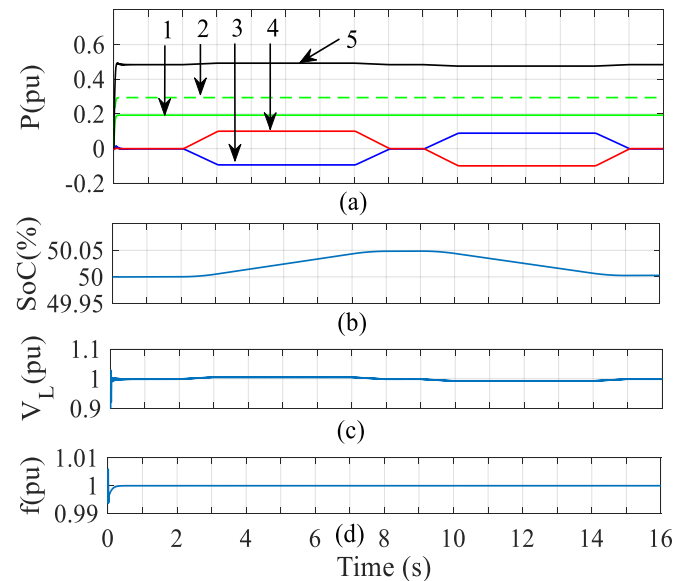 1 2 3 4 5
P(pu)
0.6
0.4
0.2
0
-0.2
(a)
SoC(%)
50.05
50
49.95
(b)
V_L(pu)
1.1
1
0.9
(c)
f(pu)
1.01
1
0.99
0 2 4 6 (d) 8 10 12 14 16
Time (s)